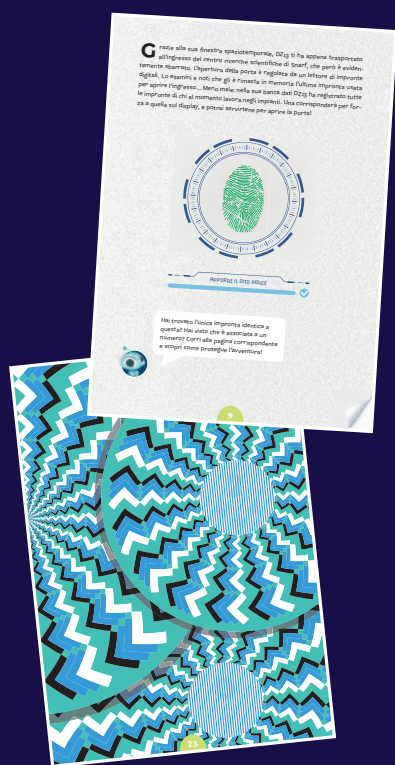 Grazie alla sua finestra spaziotemporale, DZ13 ti ha appena trasportato
all'ingresso del centro ricerche scientifiche di Snarf, che però è eviden-
temente sbarrato. L'apertura della porta è regolata da un lettore di impronte
digitali. Lo esamini e noti che gli è rimasta in memoria l'ultima impronta usata
per aprire l'ingresso... Meno male: nella sua banca dati DZ13 ha registrato tutte
le impronte di chi al momento lavora negli impianti. Una corrisponderà per for-
za a quella sul display, e potrai servirtene per aprire la porta!
APPORRE IL DITO INDICE
Hai trovato l'unica impronta identica a
questa? Hai visto che è associata a un
numero? Corri alla pagina corrispondente
e scopri come prosegue l'avventura!
9
23